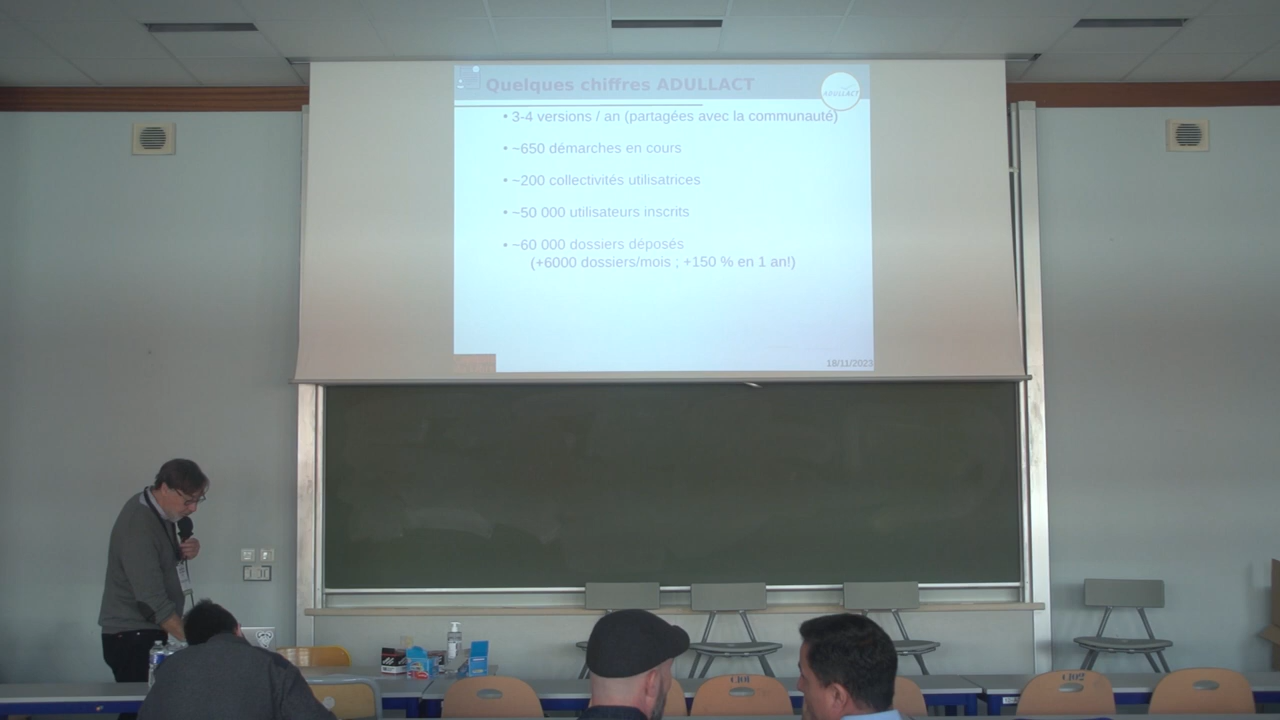 Quelques chiffres ADULLACT
ADULLACT
• 3-4 versions / an (partagées avec la communauté)
• ~650 démarches en cours
• ~200 collectivités utilisatrices
• ~50 000 utilisateurs inscrits
• ~60 000 dossiers déposés
(+6000 dossiers/mois ; +150 % en 1 an!)
18/11/2023